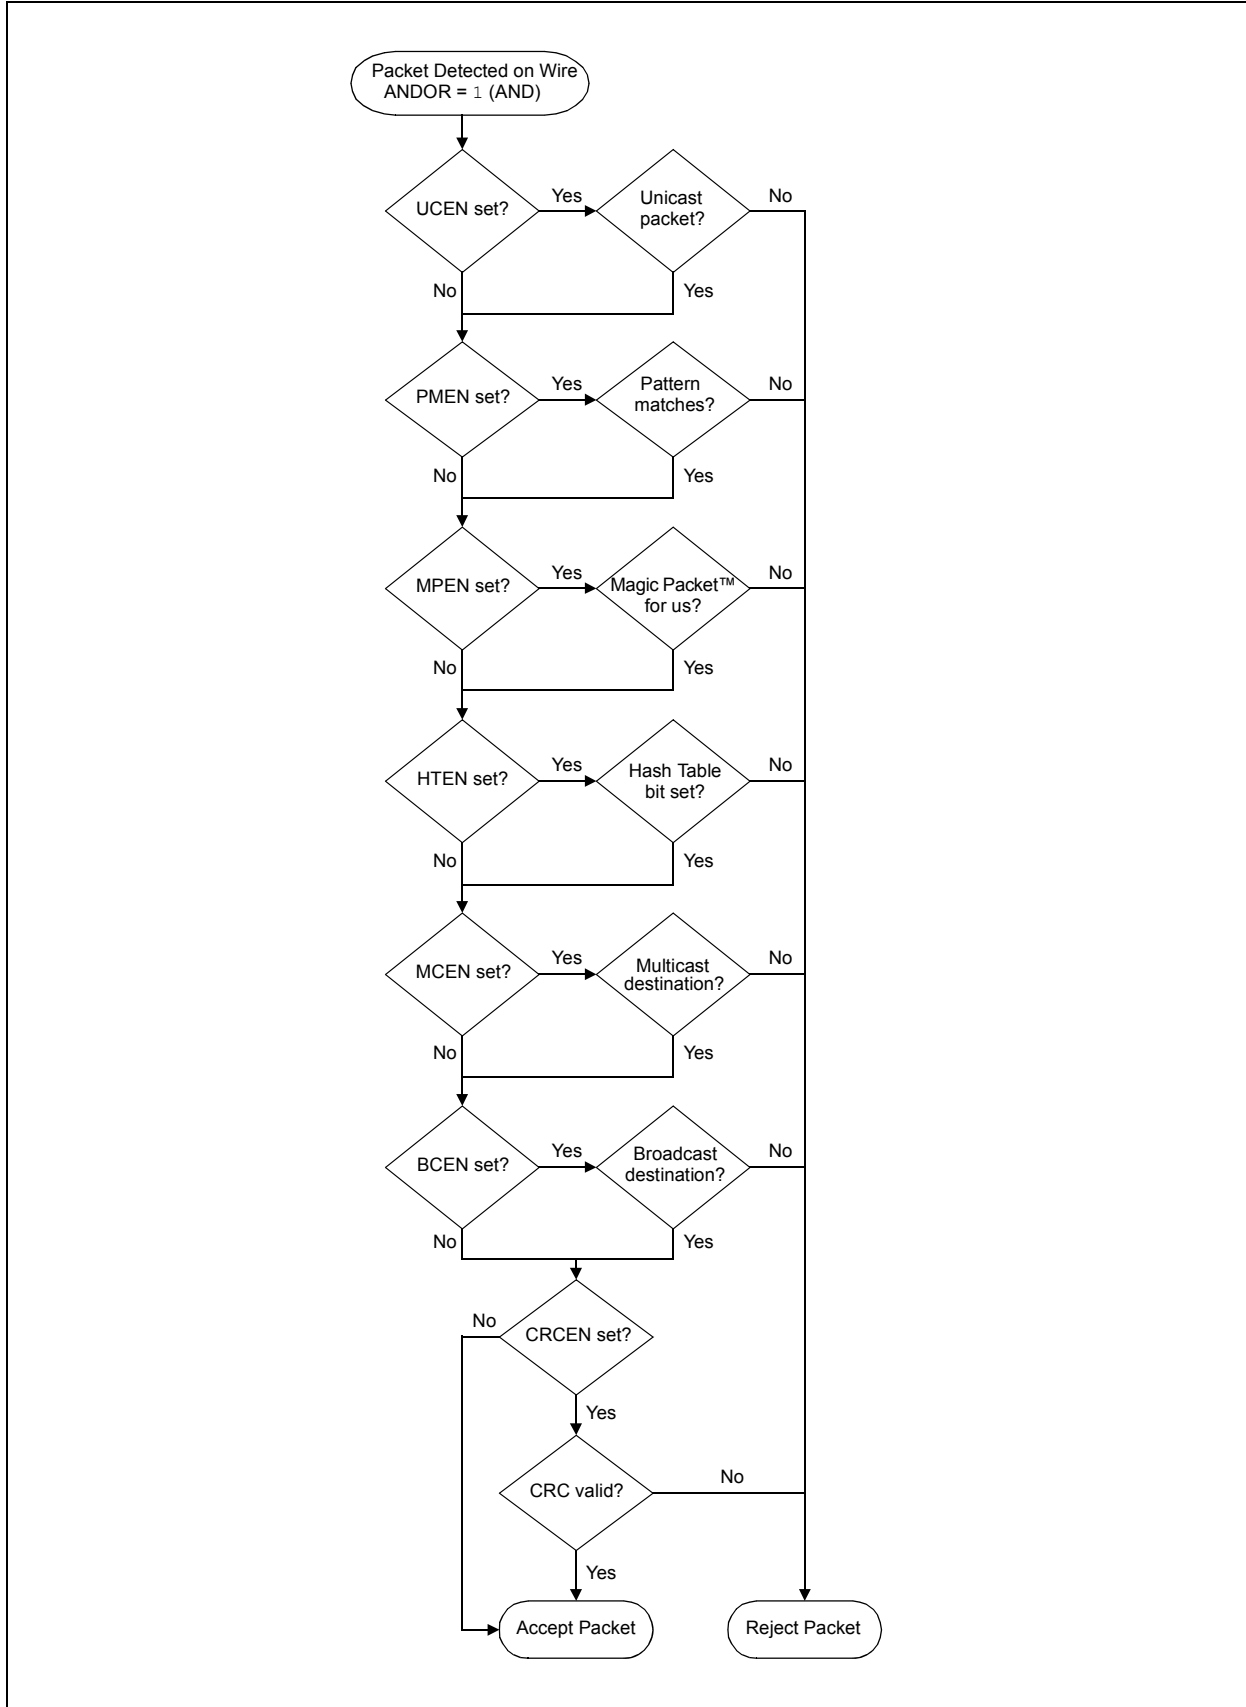 Packet Detected on Wire
ANDOR = 1 (AND)
UCEN set?
Yes
Unicast
packet?
No
No
Yes
PMEN set?
Yes
Pattern
matches?
No
No
Yes
MPEN set?
Yes
Magic Packet™
for us?
No
No
Yes
HTEN set?
Yes
Hash Table
bit set?
No
No
Yes
MCEN set?
Yes
Multicast
destination?
No
No
Yes
BCEN set?
Yes
Broadcast
destination?
No
No
Yes
No
CRCEN set?
Yes
CRC valid?
No
Yes
Accept Packet
Reject Packet